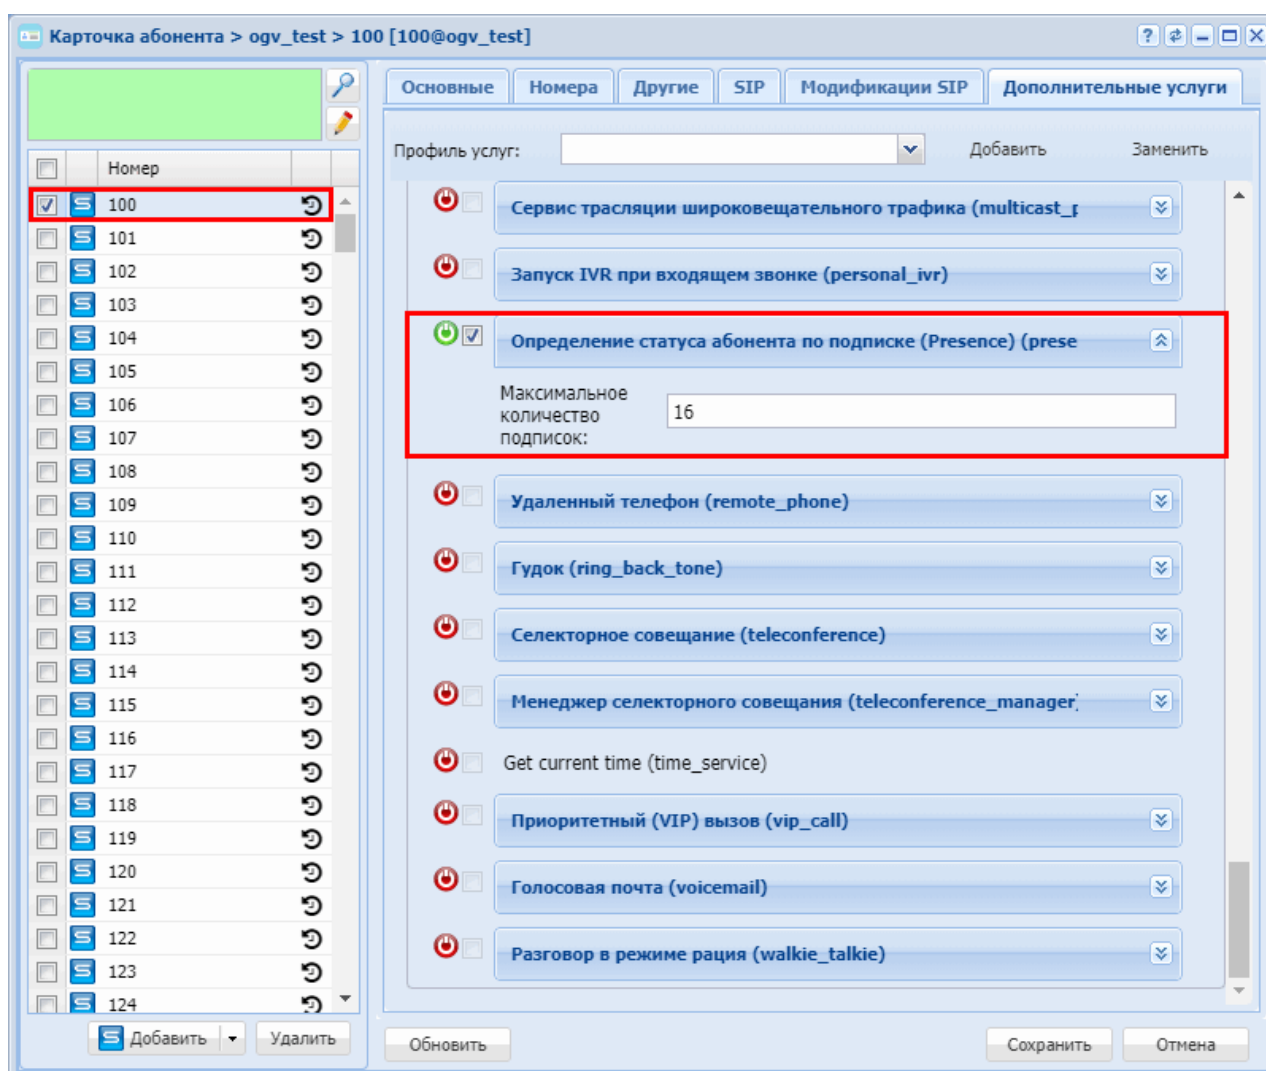 Карточка абонента > ogv_test > 100 [100@ogv_test]
Основные Номера Другие SIP Модификации SIP Дополнительные услуги
Профиль услуг: Добавить Заменить
Номер
100
101
102
103
104
105
106
107
108
109
110
111
112
113
114
115
116
117
118
119
120
121
122
123
124
Добавить Удалить
Сервис трасляции широковещательного трафика (multicast_p
Запуск IVR при входящем звонке (personal_ivr)
Определение статуса абонента по подписке (Presence) (prese
Максимальное
количество
подписок:
16
Удаленный телефон (remote_phone)
Гудок (ring_back_tone)
Селекторное совещание (teleconference)
Менеджер селекторного совещания (teleconference_manager)
Get current time (time_service)
Приоритетный (VIP) вызов (vip_call)
Голосовая почта (voicemail)
Разговор в режиме рация (walkie_talkie)
Обновить Сохранить Отмена